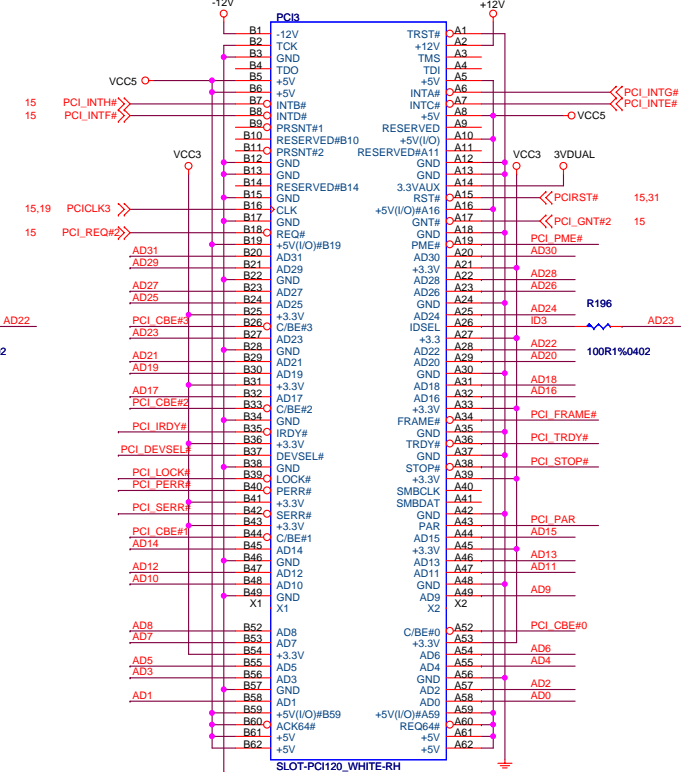 -12V +12V
PCI3
B1 -12V TRST# A1
B2 TCK +12V A2
B3 GND TMS A3
B4 TDO TDI A4
VCC5 B5 +5V +5V A5
B6 +5V INTA# A6 PCI_INTG#
15 PCI_INTH# B7 INTB# INTC# A7 PCI_INTE#
15 PCI_INTF# B8 INTD# +5V A8 VCC5
B9 PRSNT#1 RESERVED A9
B10 RESERVED#B10 +5V(I/O) A10
B11 PRSNT#2 RESERVED#A11 A11
VCC3 VCC3 3VDUAL
B12 GND GND A12
B13 GND GND A13
B14 RESERVED#B14 3.3VAUX A14
B15 GND RST# A15 PCIRST# 15,31
15,19 PCICLK3 B16 CLK +5V(I/O)#A16 A16
B17 GND GNT# A17 PCI_GNT#2 15
15 PCI_REQ#2 B18 REQ# GND A18
B19 +5V(I/O)#B19 PME# A19 PCI_PME#
AD31 B20 AD31 AD30 A20 AD30
AD29 B21 AD29 +3.3V A21
B22 GND AD28 A22 AD28
AD27 B23 AD27 AD26 A23 AD26
AD25 B24 AD25 GND A24
R196
B25 +3.3V AD24 A25 AD24
AD22 PCI_CBE#3 B26 C/BE#3 IDSEL A26 ID3 AD23
AD23 B27 AD23 +3.3 A27
02 B28 GND AD22 A28 AD22 100R1%0402
AD21 B29 AD21 AD20 A29 AD20
AD19 B30 AD19 GND A30
B31 +3.3V AD18 A31 AD18
AD17 B32 AD17 AD16 A32 AD16
PCI_CBE#2 B33 C/BE#2 +3.3V A33
B34 GND FRAME# A34 PCI_FRAME#
PCI_IRDY# B35 IRDY# GND A35
B36 +3.3V TRDY# A36 PCI_TRDY#
PCI_DEVSEL# B37 DEVSEL# GND A37
B38 GND STOP# A38 PCI_STOP#
PCI_LOCK# B39 LOCK# +3.3V A39
PCI_PERR# B40 PERR# SMBCLK A40
B41 +3.3V SMBDAT A41
PCI_SERR# B42 SERR# GND A42
B43 +3.3V PAR A43 PCI_PAR
PCI_CBE#1 B44 C/BE#1 AD15 A44 AD15
AD14 B45 AD14 +3.3V A45
B46 GND AD13 A46 AD13
AD12 B47 AD12 AD11 A47 AD11
AD10 B48 AD10 GND A48
B49 GND AD9 A49 AD9
X1 X1 X2 X2
AD8 B52 AD8 C/BE#0 A52 PCI_CBE#0
AD7 B53 AD7 +3.3V A53
B54 +3.3V AD6 A54 AD6
AD5 B55 AD5 AD4 A55 AD4
AD3 B56 AD3 GND A56
B57 GND AD2 A57 AD2
AD1 B58 AD1 AD0 A58 AD0
B59 +5V(I/O)#B59 +5V(I/O)#A59 A59
B60 ACK64# REQ64# A60
B61 +5V +5V A61
B62 +5V +5V A62
SLOT-PCI120_WHITE-RH